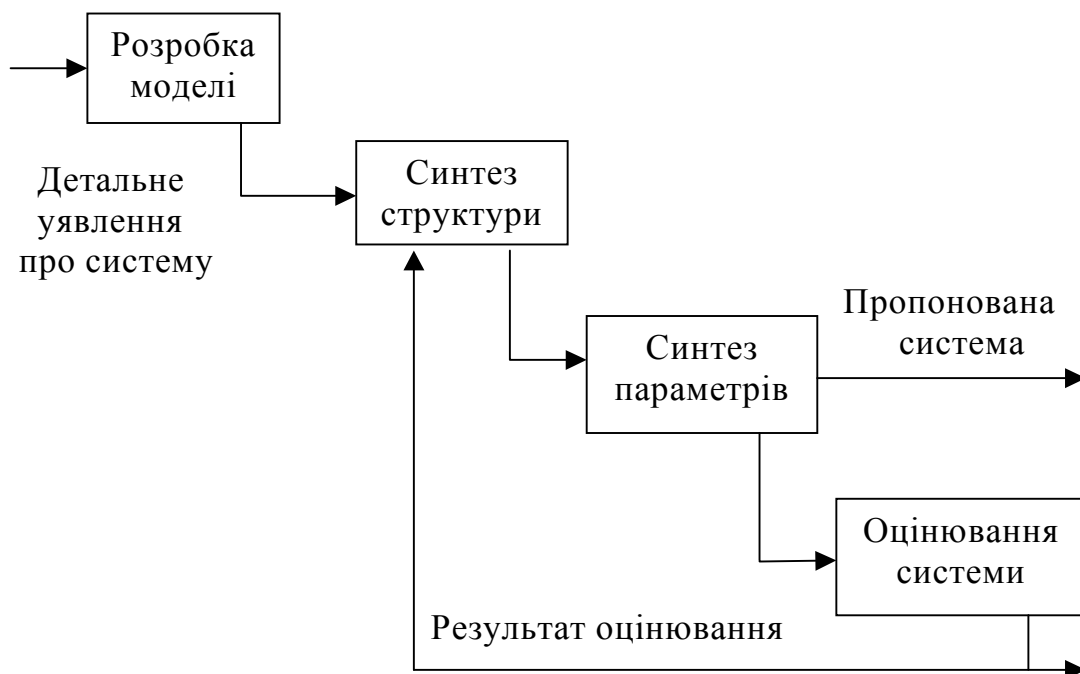 Розробка
моделі
Детальне
уявлення
про систему
Синтез
структури
Синтез
параметрів
Пропонована
система
Оцінювання
системи
Результат оцінювання